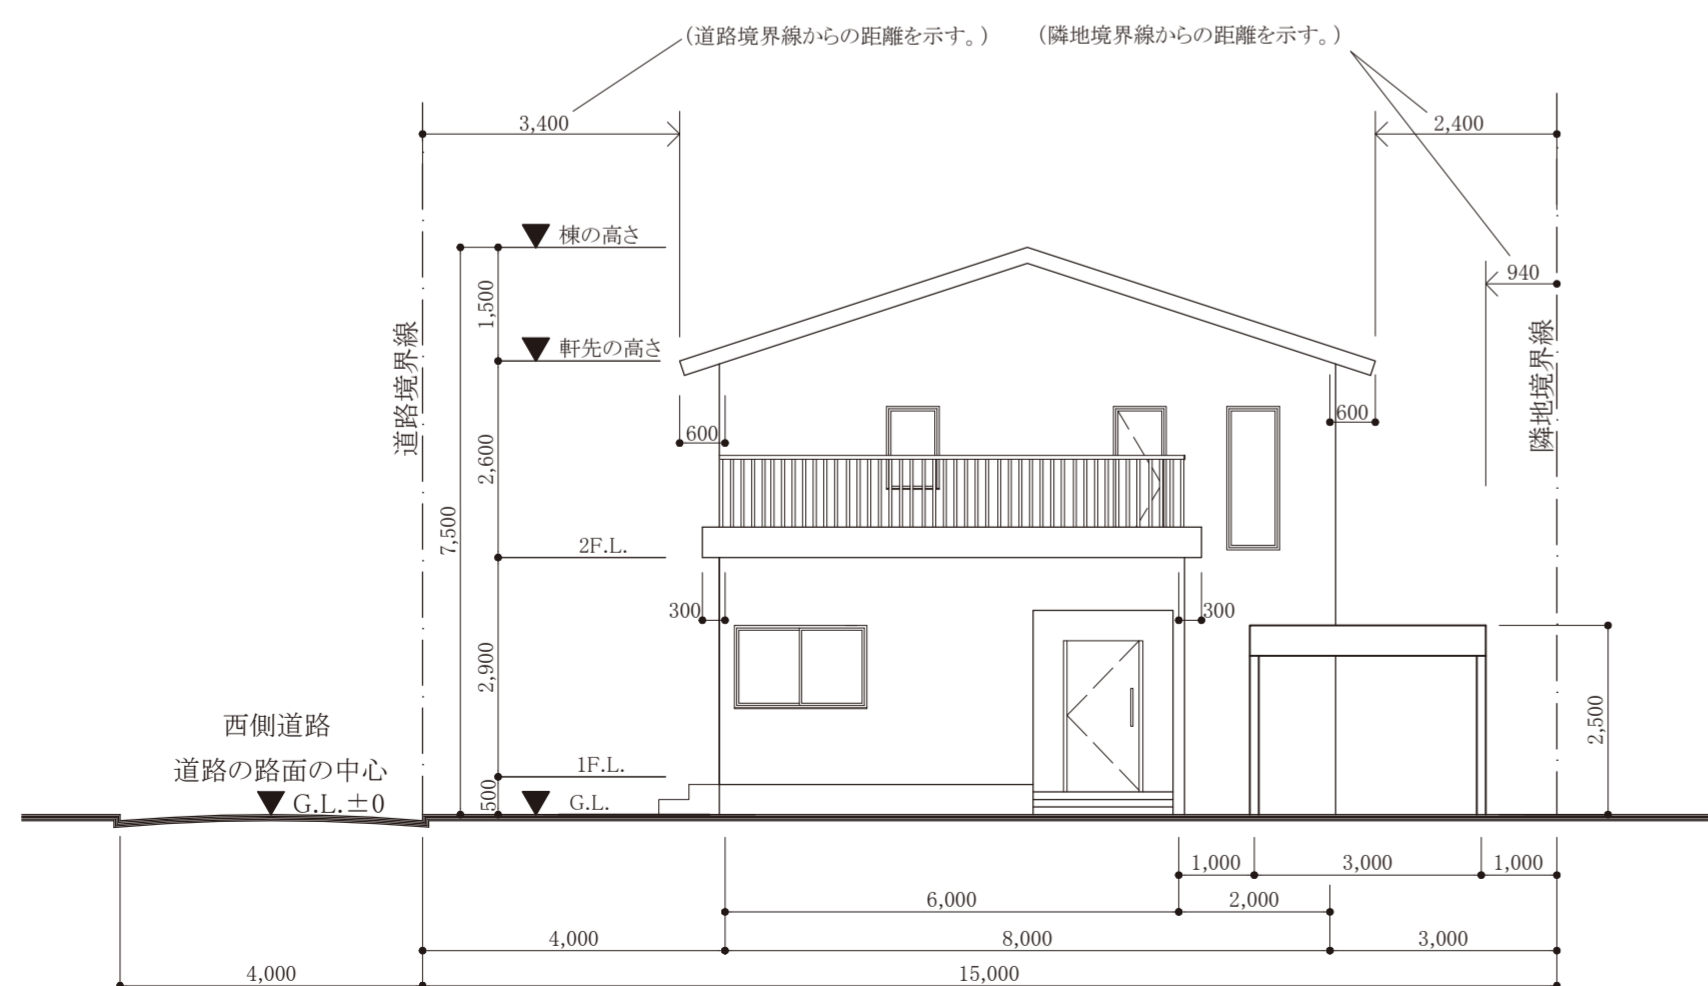 (道路境界線からの距離を示す。)
(隣地境界線からの距離を示す。)
3,400
2,400
棟の高さ
940
1,500
道路境界線
隣地境界線
軒先の高さ
600
600
2,600
7,500
2F.L.
300
300
2,900
2,500
西側道路
道路の路面の中心
1F.L.
G.L.±0
500
G.L.
1,000
3,000
1,000
6,000
2,000
4,000
8,000
3,000
4,000
15,000